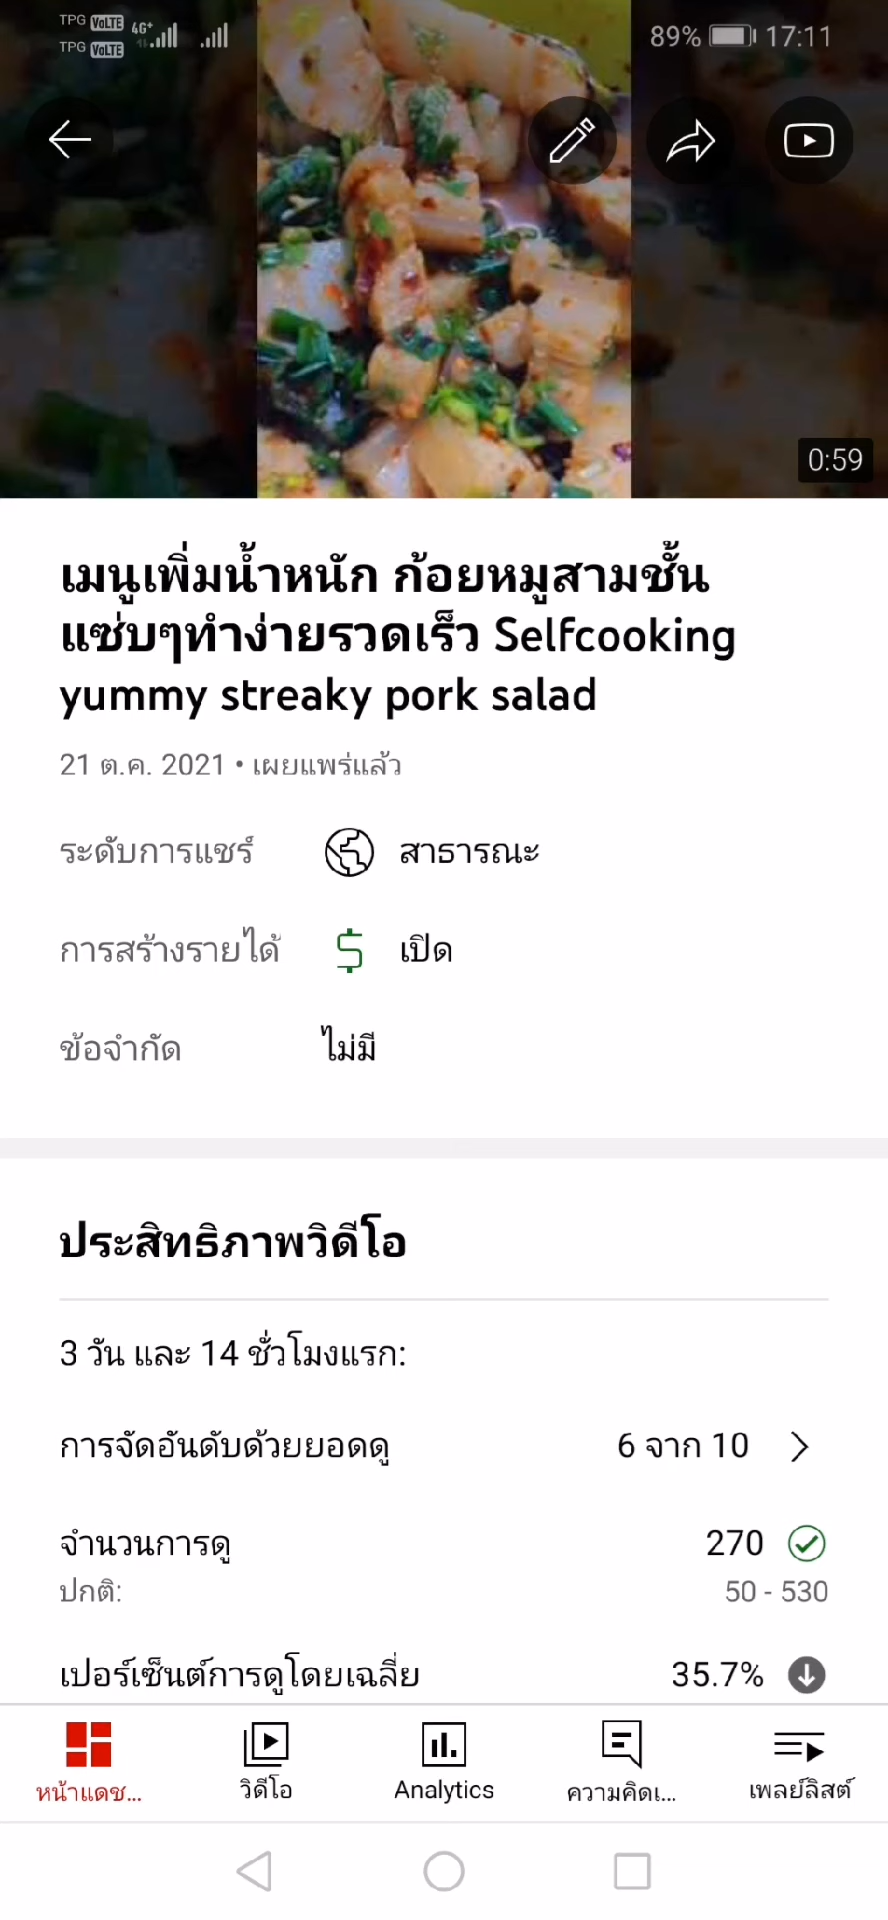 TPG VoLTE 4G+ 89% 17:11
TPG VoLTE
0:59
เมนูเพิ่มน้ำหนัก ก้อยหมูสามชั้น
แซ่บๆทำง่ายรวดเร็ว Selfcooking
yummy streaky pork salad
21 ต.ค. 2021 • เผยแพร่แล้ว
ระดับการแชร์ สาธารณะ
การสร้างรายได้ เปิด
ข้อจำกัด ไม่มี
ประสิทธิภาพวิดีโอ
3 วัน และ 14 ชั่วโมงแรก:
การจัดอันดับด้วยยอดดู 6 จาก 10
จำนวนการดู 270
ปกติ: 50 - 530
เปอร์เซ็นต์การดูโดยเฉลี่ย 35.7%
หน้าแดช... วิดีโอ Analytics ความคิดเ... เพลย์ลิสต์